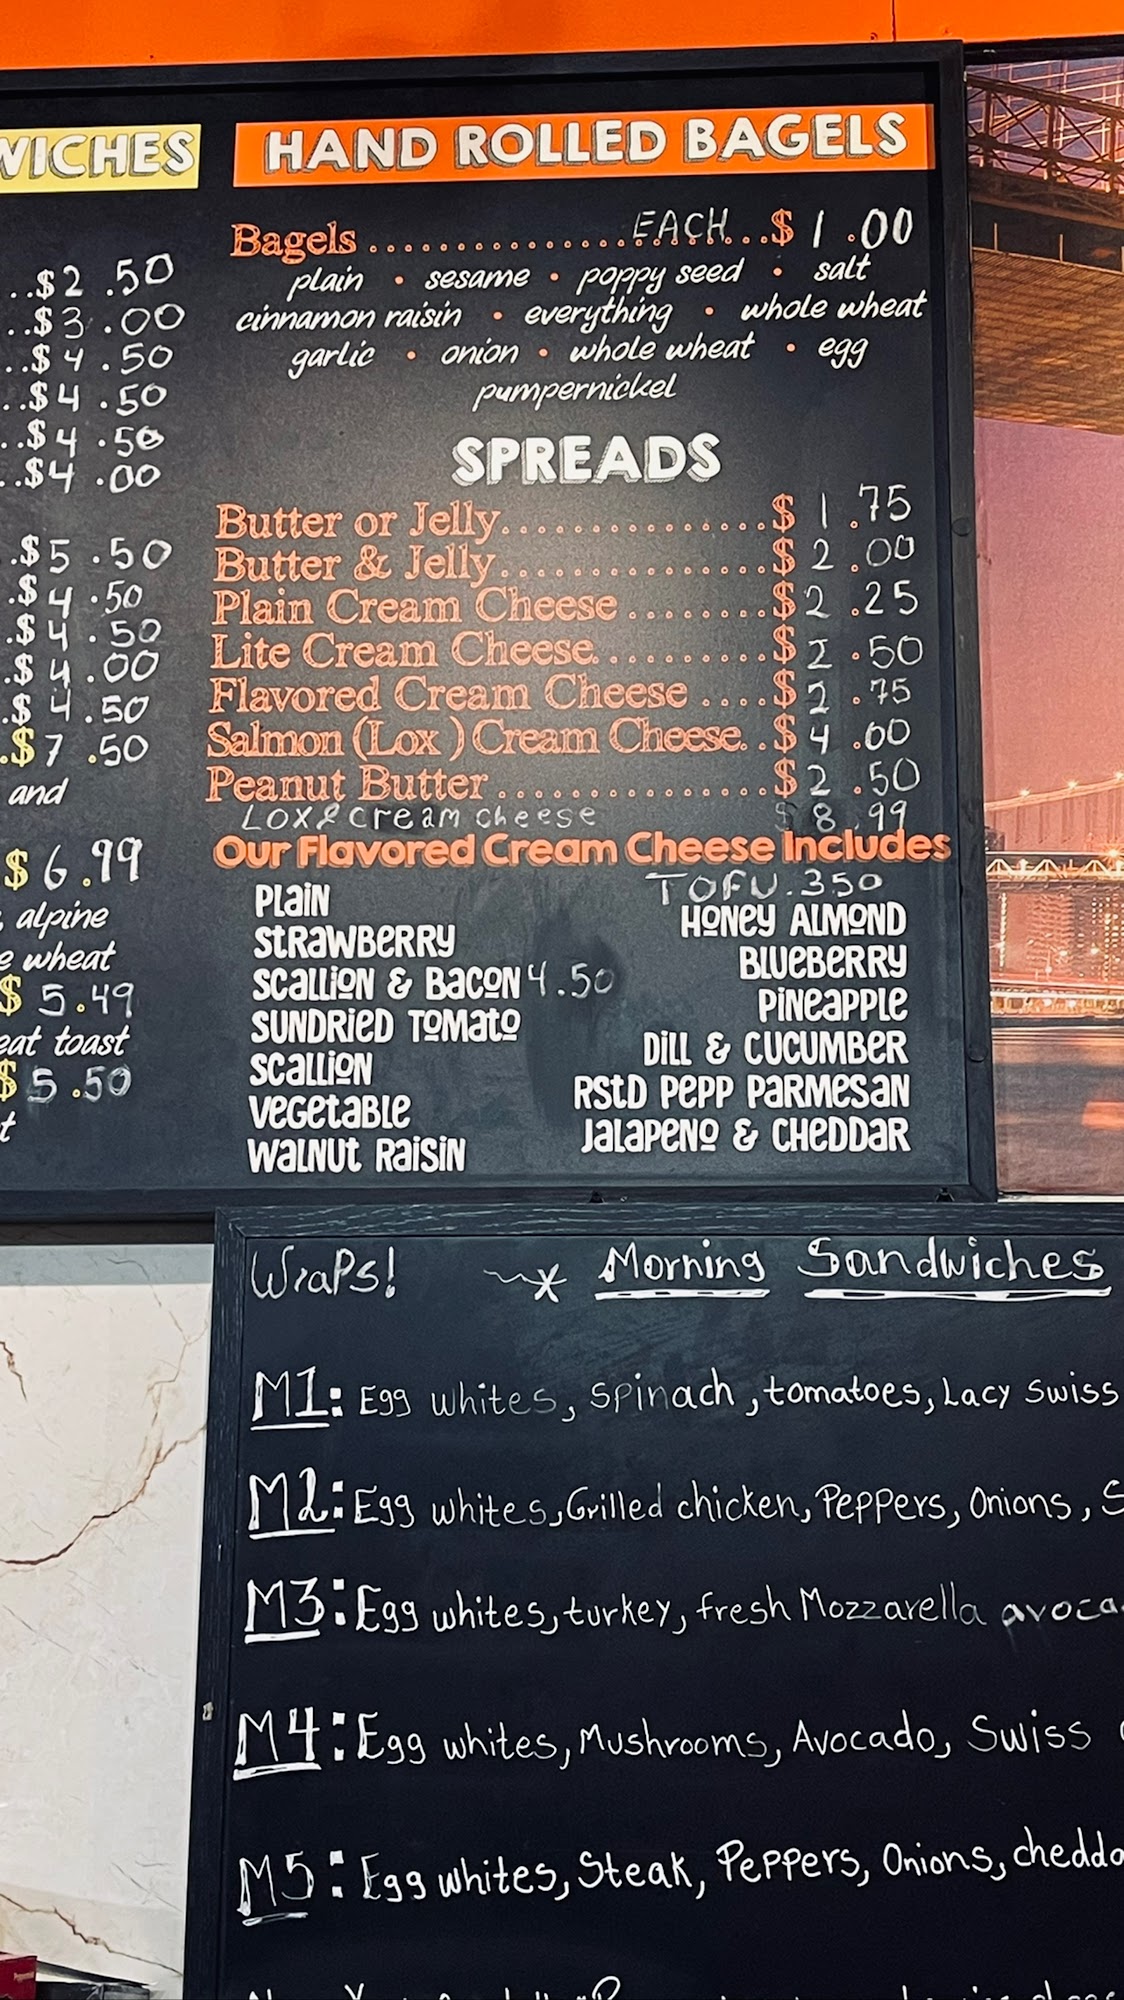 WICHES
..$2.50
..$3.00
...$4.50
...$4.50
...$4.50
...$4.00
.$5.50
.$4.50
.$4.50
.$4.00
.$4.50
.$7.50
and
$6.99
alpine
wheat
$5.49
eat toast
$5.50
t
HAND ROLLED BAGELS
Bagels ........................ EACH ...$1.00
plain • sesame • poppy seed • salt
cinnamon raisin • everything • whole wheat
garlic • onion • whole wheat • egg
pumpernickel
SPREADS
Butter or Jelly................$1.75
Butter & Jelly................$2.00
Plain Cream Cheese .........$2.25
Lite Cream Cheese...........$2.50
Flavored Cream Cheese ....$2.75
Salmon (Lox ) Cream Cheese..$4.00
Peanut Butter ................$2.50
Lox & cream cheese $8.99
Our Flavored Cream Cheese Includes
TOFU.350
PLAIN
HONEY ALMOND
STRAWBERRY
BLUEBERRY
SCALLION & BACON 4.50
PINEAPPLE
SUNDRIED TOMATO
DILL & CUCUMBER
SCALLION
RSTD PEPP PARMESAN
VEGETABLE
JALAPENO & CHEDDAR
WALNUT RAISIN
Wraps! * Morning Sandwiches
M1: Egg whites, spinach, tomatoes, Lacy Swiss
M2: Egg whites, Grilled chicken, Peppers, Onions, S
M3: Egg whites, turkey, fresh Mozzarella avoca
M4: Egg whites, Mushrooms, Avocado, Swiss
M5: Egg whites, Steak, Peppers, Onions, chedda